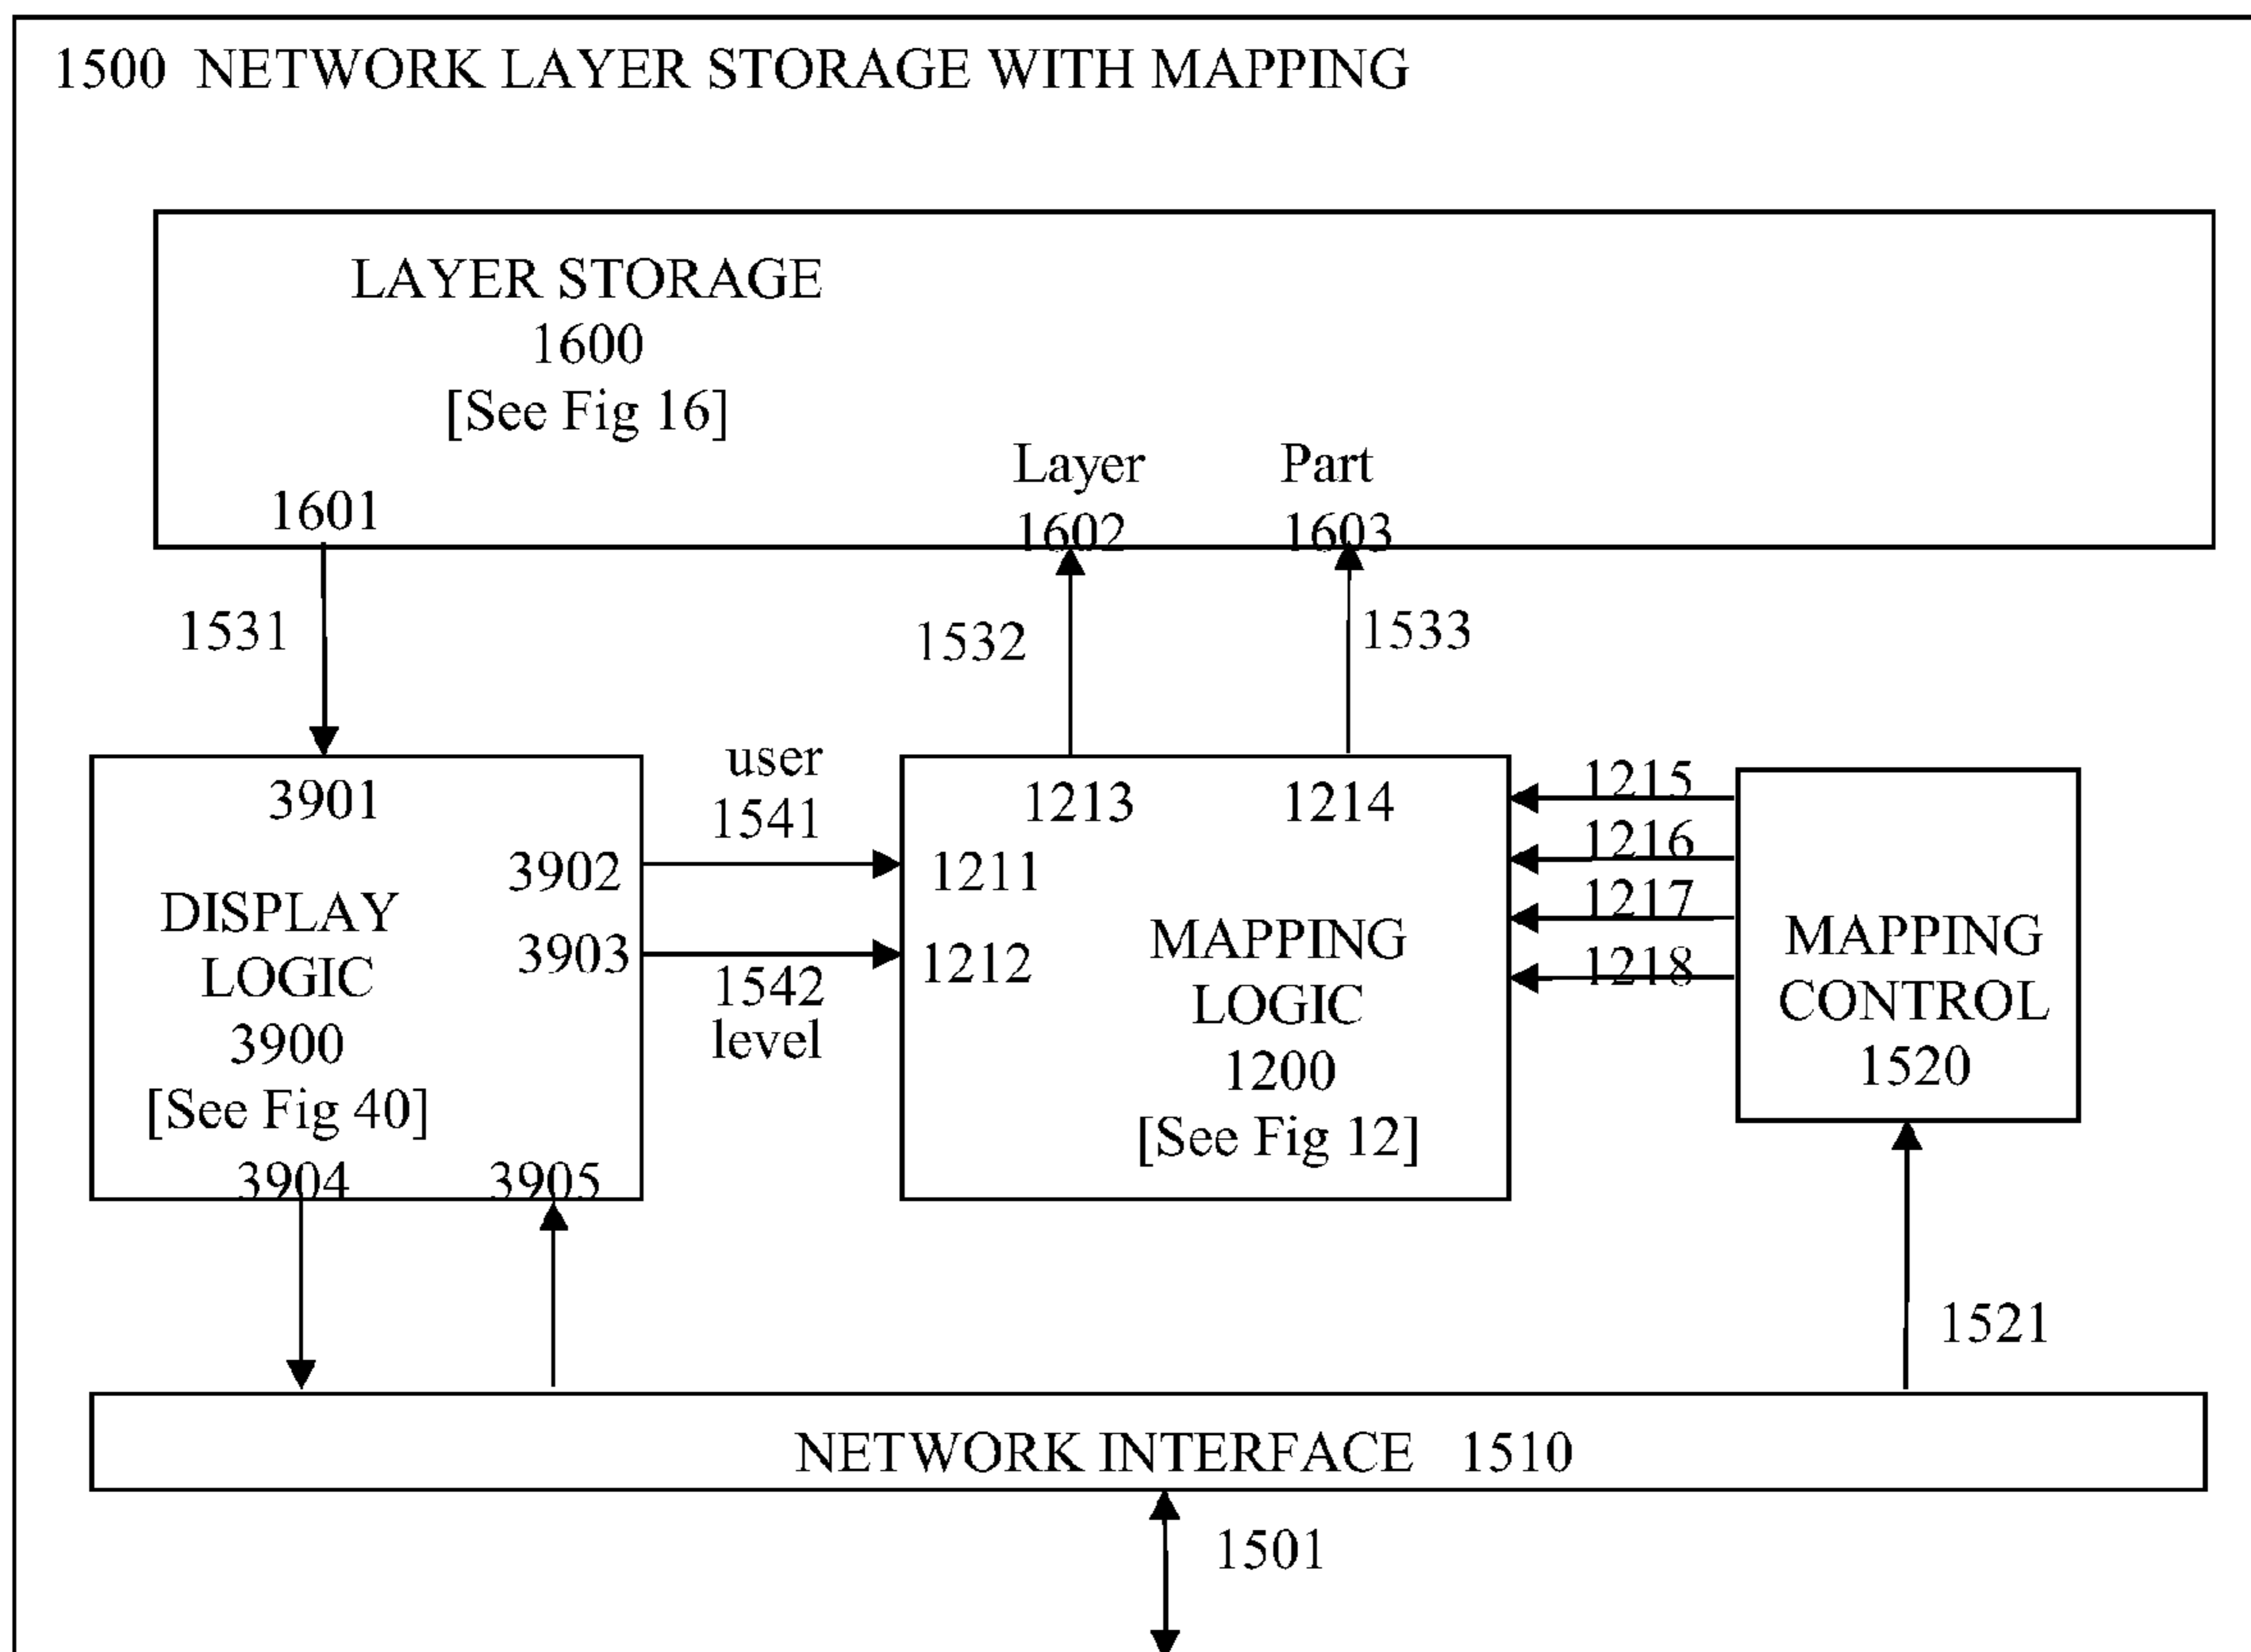 1500 NETWORK LAYER STORAGE WITH MAPPING
LAYER STORAGE
1600
[See Fig 16]
Layer
Part
1601
1602
1603
1531
1532
1533
user
1541
3901
3902
3903
DISPLAY
LOGIC
3900
[See Fig 40]
3904
3905
1542
level
1213
1214
1211
1212
MAPPING
LOGIC
1200
[See Fig 12]
1215
1216
1217
1218
MAPPING
CONTROL
1520
1521
NETWORK INTERFACE 1510
1501